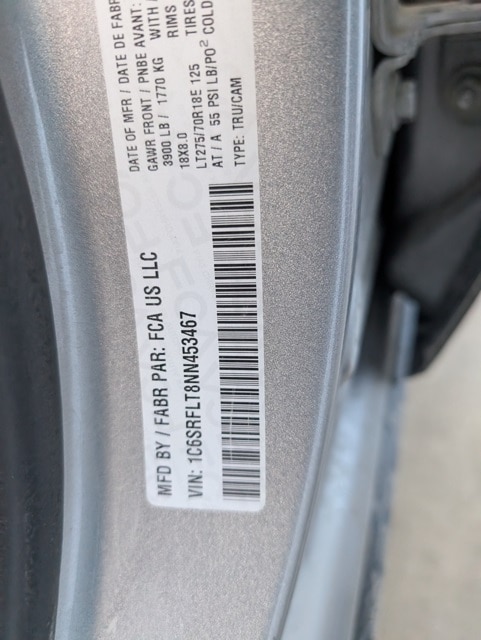 DATE OF MFR / DATE DE FABR
GAWR FRONT / PNBE AVANT:
3900 LB / 1770 KG WITH
18X8.0 RIMS
LT275/70R18E 125 TIRES
AT / A 55 PSI LB/PO² COLD
TYPE: TRU/CAM
MFD BY / FABR PAR: FCA US LLC
VIN: 1C6SRFLT8NN453467